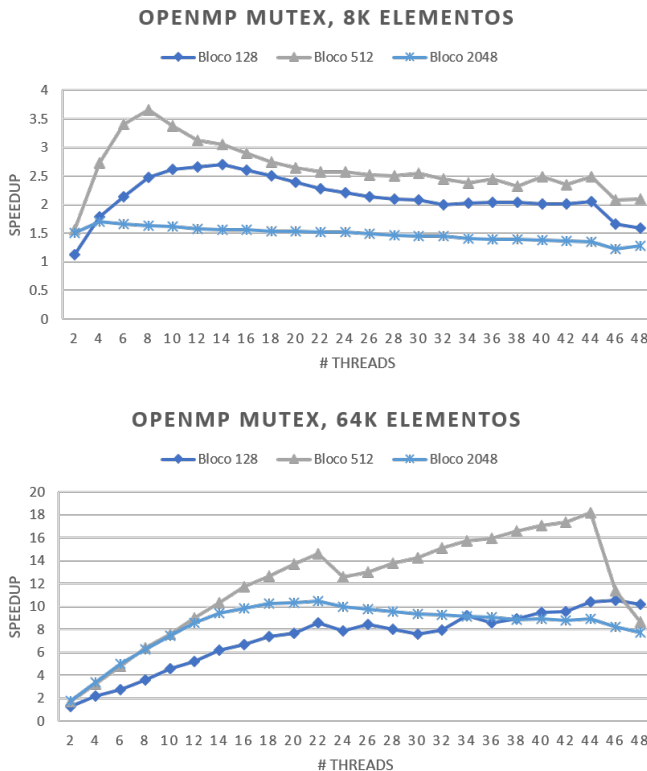 OPENMP MUTEX, 8K ELEMENTOS
Bloco 128 Bloco 512 Bloco 2048
4
3.5
3
2.5
2
1.5
1
0.5
0
SPEEDUP
2 4 6 8 10 12 14 16 18 20 22 24 26 28 30 32 34 36 38 40 42 44 46 48
# THREADS
OPENMP MUTEX, 64K ELEMENTOS
Bloco 128 Bloco 512 Bloco 2048
20
18
16
14
12
10
8
6
4
2
0
SPEEDUP
2 4 6 8 10 12 14 16 18 20 22 24 26 28 30 32 34 36 38 40 42 44 46 48
# THREADS